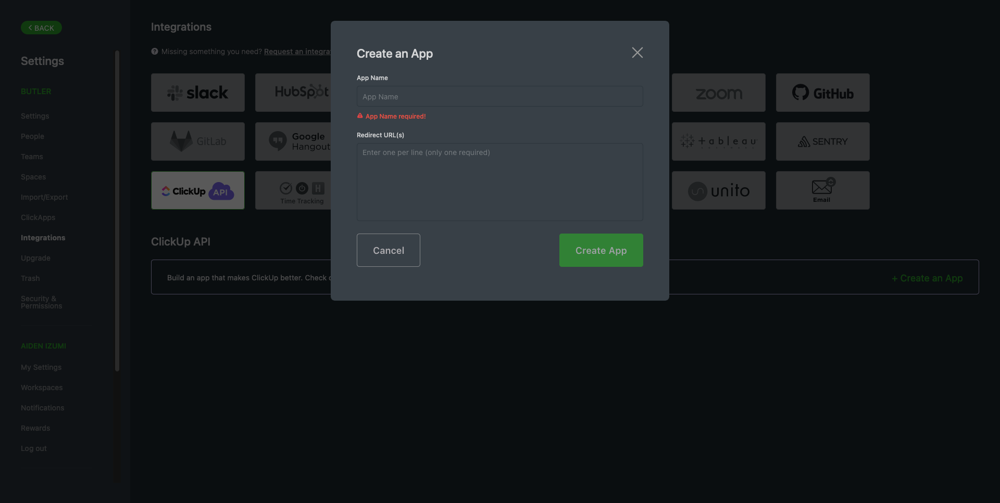 BACK
Settings
BUTLER
Settings
People
Teams
Spaces
Import/Export
ClickApps
Integrations
Upgrade
Trash
Security &
Permissions
AIDEN IZUMI
My Settings
Workspaces
Notifications
Rewards
Log out
Integrations
Missing something you need? Request an integrat
slack
HubSpot
zoom
GitHub
GitLab
Google
Hangout
+ableau
SENTRY
ClickUp API
H
Time Tracking
unito
Email
ClickUp API
Build an app that makes ClickUp better. Check
+ Create an App
Create an App
App Name
App Name
App Name required!
Redirect URL(s)
Enter one per line (only one required)
Cancel
Create App